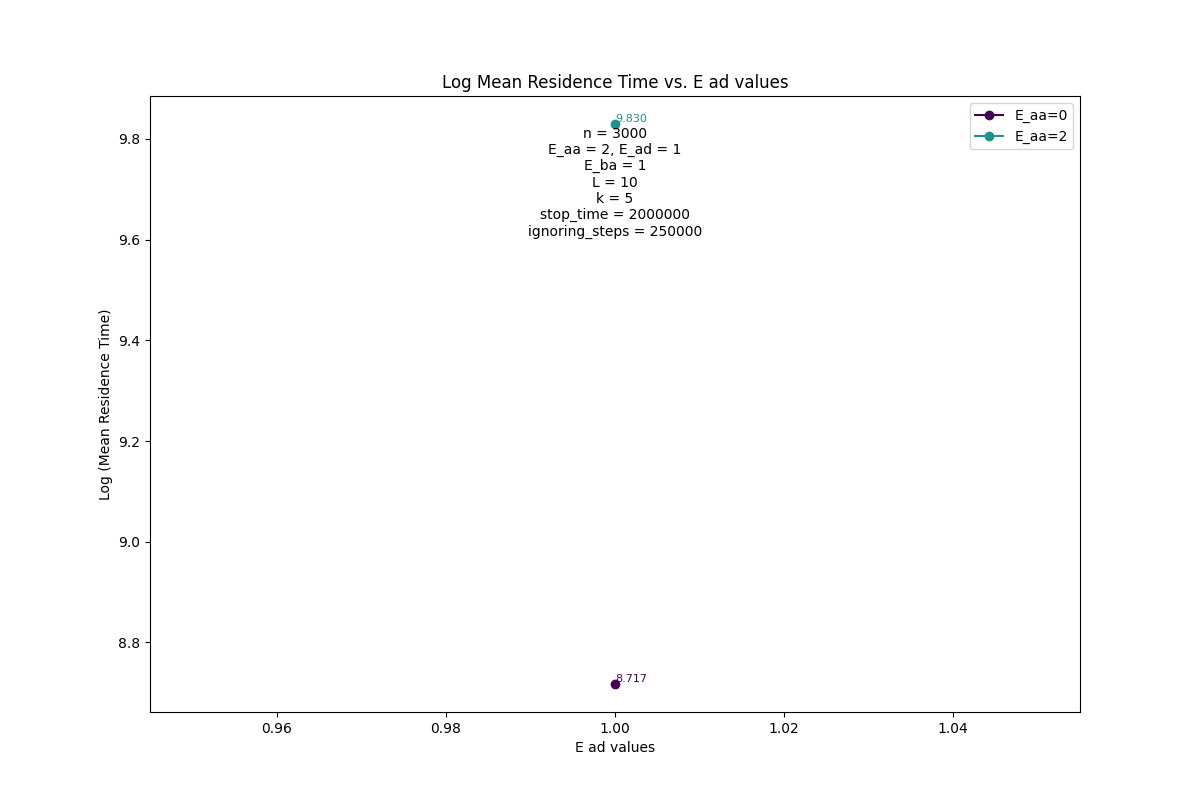 Log Mean Residence Time vs. E ad values
E_aa=0
E_aa=2
9.830
n = 3000
E_aa = 2, E_ad = 1
E_ba = 1
L = 10
k = 5
stop_time = 2000000
ignoring_steps = 250000
8.717
Log (Mean Residence Time)
9.8
9.6
9.4
9.2
9.0
8.8
0.96
0.98
1.00
1.02
1.04
E ad values